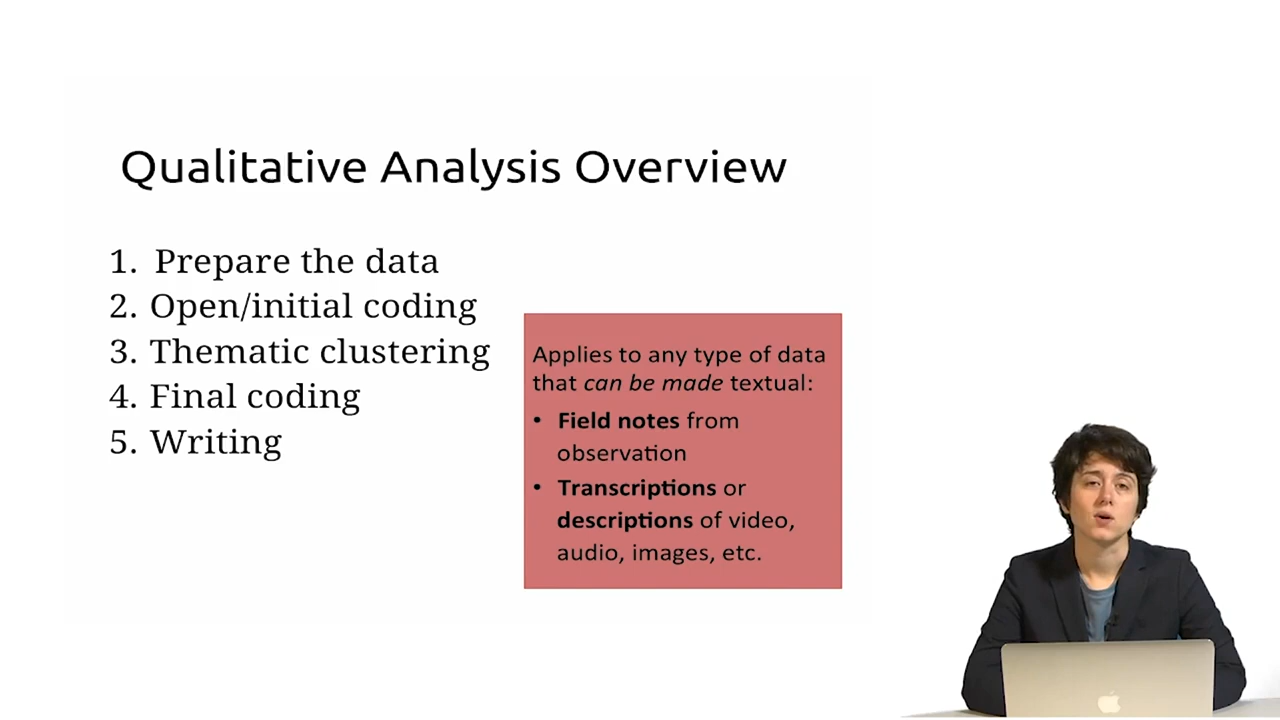 Qualitative Analysis Overview
1. Prepare the data
2. Open/initial coding
3. Thematic clustering
4. Final coding
5. Writing
Applies to any type of data
that can be made textual:
• Field notes from
observation
• Transcriptions or
descriptions of video,
audio, images, etc.